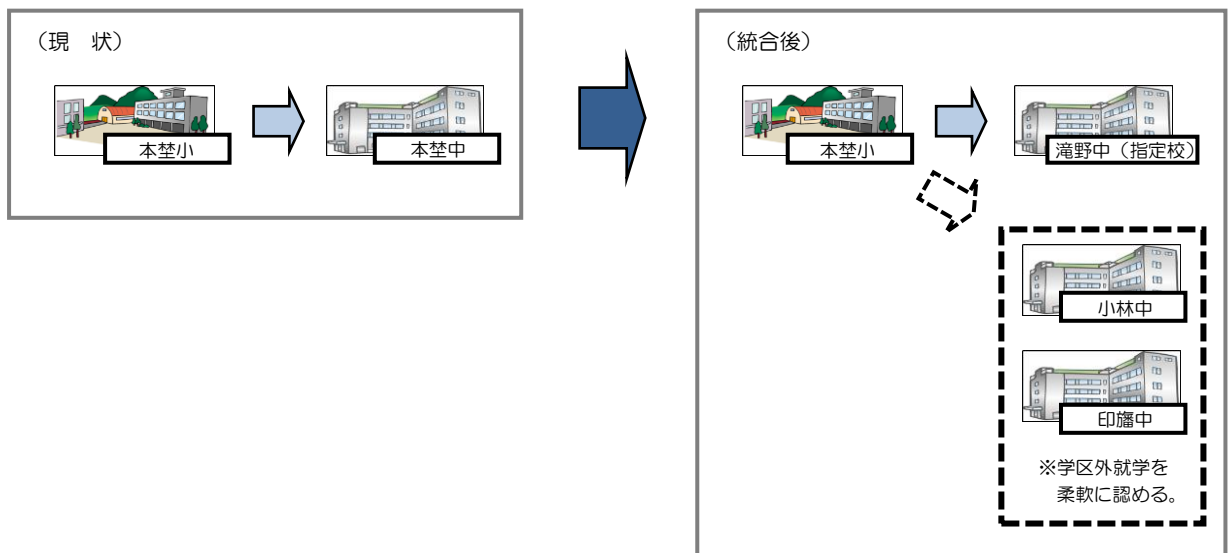 （現　状）
本埜小
本埜中
（統合後）
本埜小
滝野中（指定校）
小林中
印旛中
※学区外就学を
柔軟に認める。